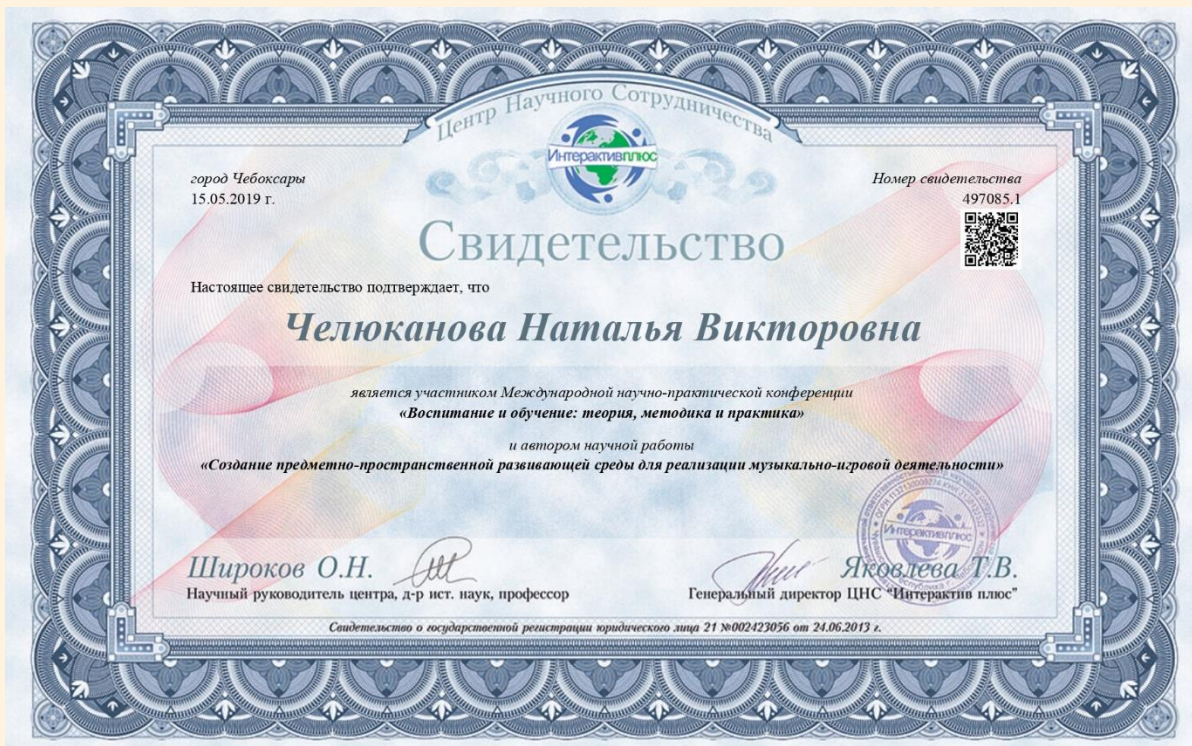 Центр Научного Сотрудничества
Интерактивплюс
город Чебоксары
15.05.2019 г.
Номер свидетельства
497085.1
Свидетельство
Настоящее свидетельство подтверждает, что
Челюканова Наталья Викторовна
является участником Международной научно-практической конференции
«Воспитание и обучение: теория, методика и практика»
и автором научной работы
«Создание предметно-пространственной развивающей среды для реализации музыкально-игровой деятельности»
Интерактивплюс
Широков О.Н.
Яковлева Т.В.
Научный руководитель центра, д-р ист. наук, профессор
Генеральный директор ЦНС "Интерактив плюс"
Свидетельство о государственной регистрации юридического лица 21 №002423056 от 24.06.2013 г.